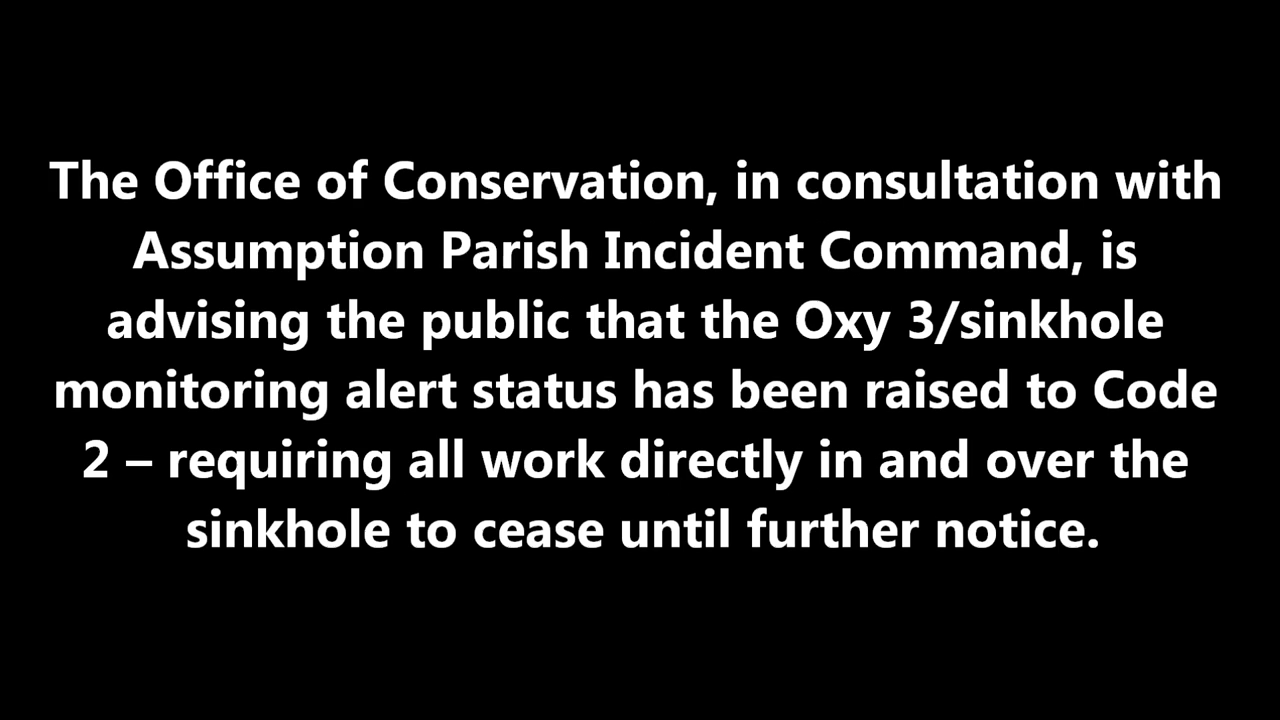 The Office of Conservation, in consultation with
Assumption Parish Incident Command, is
advising the public that the Oxy 3/sinkhole
monitoring alert status has been raised to Code
2 – requiring all work directly in and over the
sinkhole to cease until further notice.